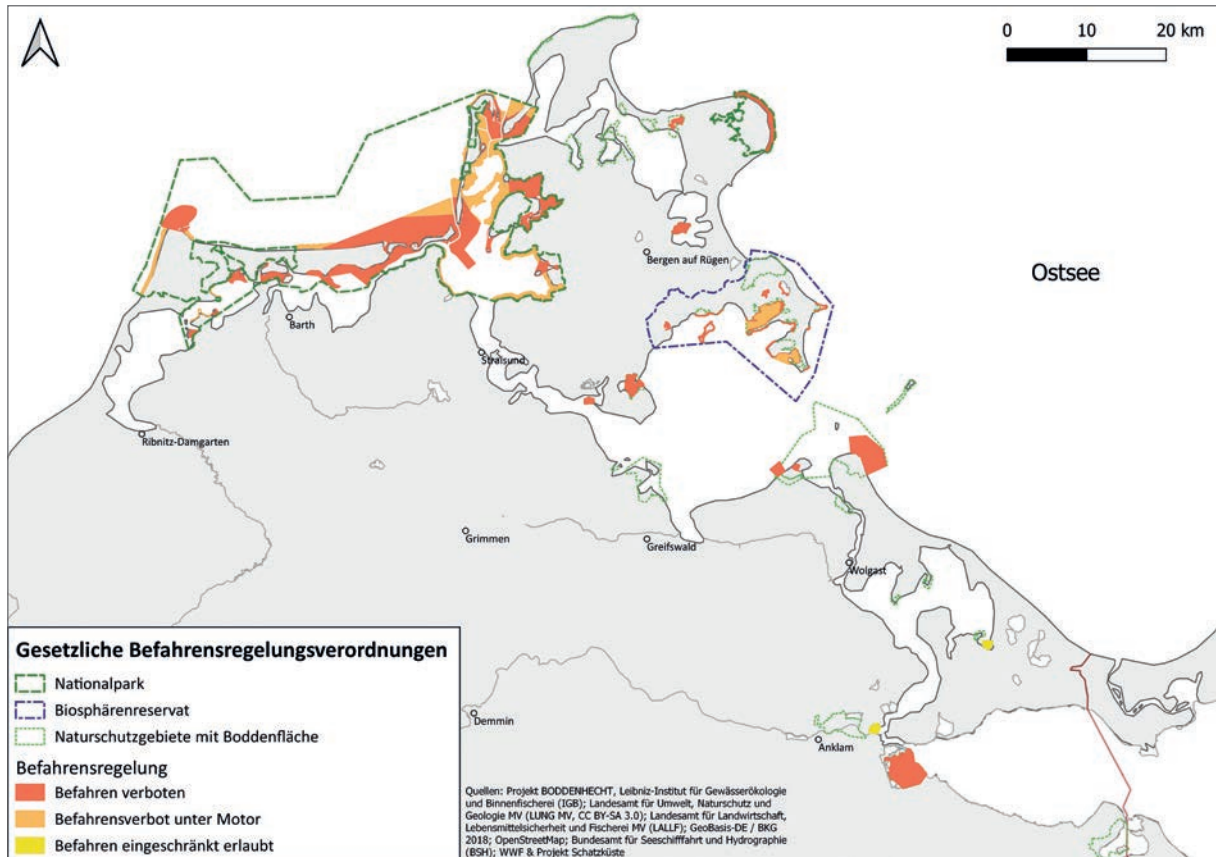 0 10 20 km
Ostsee
Bergen auf Rügen
Barth
Stralsund
Ribnitz-Damgarten
Grimmen
Greifswald
Wolgast
Demmin
Anklam
Gesetzliche Befahrensregelungsverordnungen
Nationalpark
Biosphärenreservat
Naturschutzgebiete mit Boddenfläche
Befahrensregelung
Befahren verboten
Befahrensverbot unter Motor
Befahren eingeschränkt erlaubt
Quellen: Projekt BODDENHECHT, Leibniz-Institut für Gewässerökologie
und Binnenfischerei (IGB); Landesamt für Umwelt, Naturschutz und
Geologie MV (LUNG MV, CC BY-SA 3.0); Landesamt für Landwirtschaft,
Lebensmittelsicherheit und Fischerei MV (LALLF); GeoBasis-DE / BKG
2018; OpenStreetMap; Bundesamt für Seeschifffahrt und Hydrographie
(BSH); WWF & Projekt Schatzküste